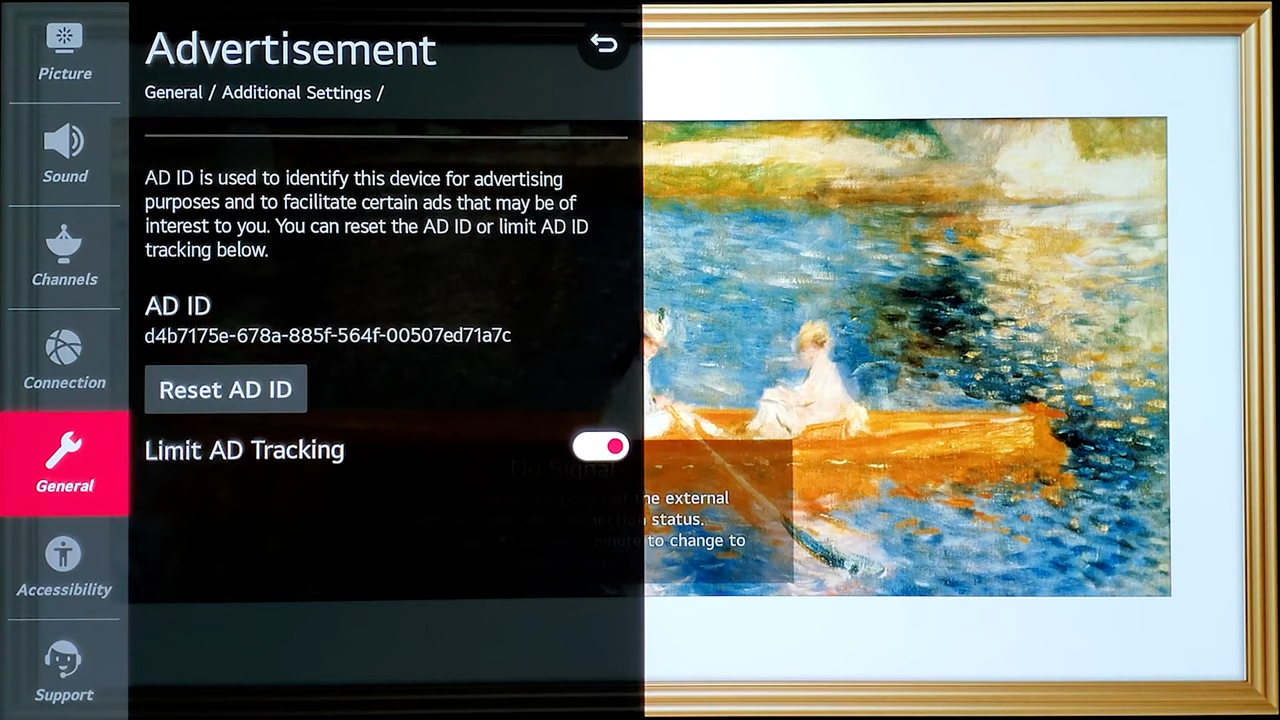 Advertisement
General / Additional Settings /
AD ID is used to identify this device for advertising
purposes and to facilitate certain ads that may be of
interest to you. You can reset the AD ID or limit AD ID
tracking below.
AD ID
d4b7175e-678a-885f-564f-00507ed71a7c
Reset AD ID
Limit AD Tracking
Picture
Sound
Channels
Connection
General
Accessibility
Support
No Signal
the external
status.
to change to